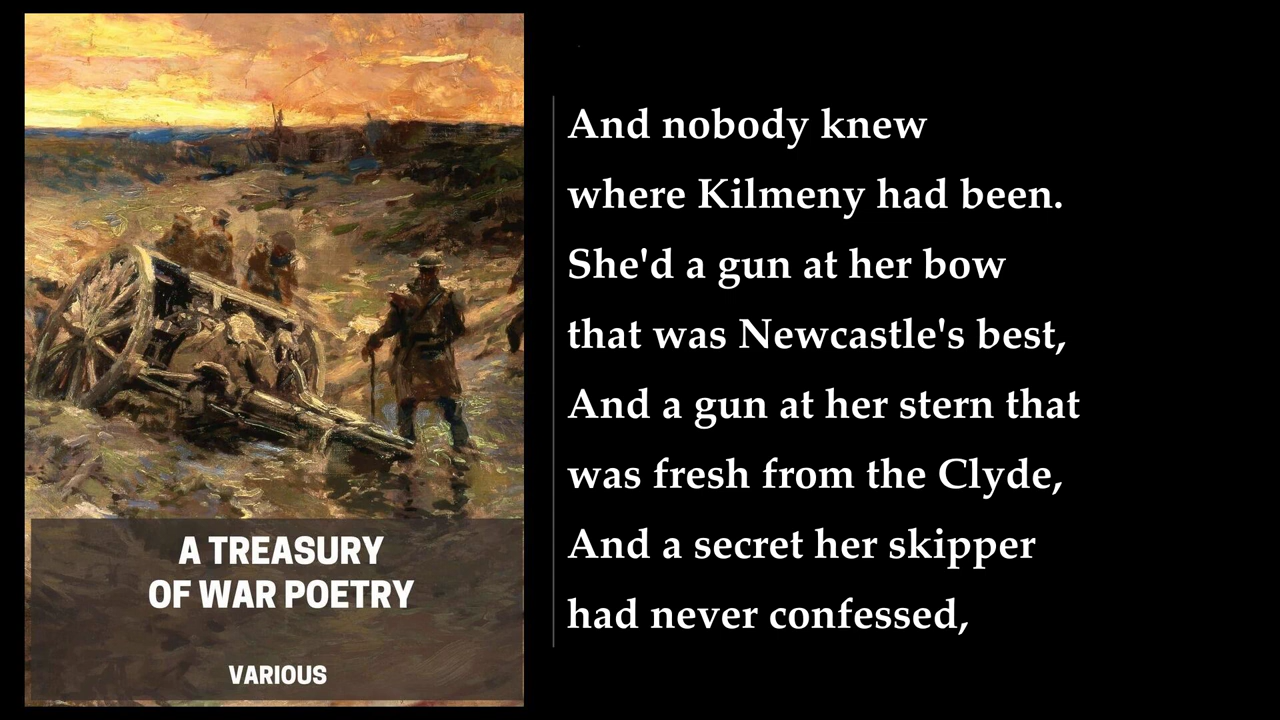 And nobody knew
where Kilmeny had been.
She'd a gun at her bow
that was Newcastle's best,
And a gun at her stern that
was fresh from the Clyde,
And a secret her skipper
had never confessed,
A TREASURY
OF WAR POETRY
VARIOUS